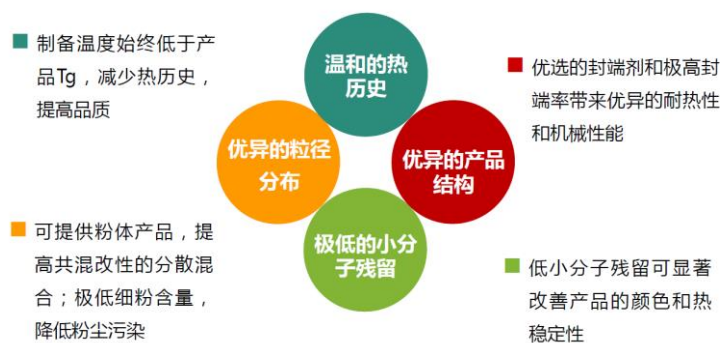 制备温度始终低于产
品Tg，减少热历史，
提高品质
温和的热
历史
优选的封端剂和极高封
端率带来优异的耐热性
和机械性能
优异的粒径
分布
优异的产品
结构
极低的小分
子残留
可提供粉体产品，提
高共混改性的分散混
合；极低细粉含量，
降低粉尘污染
低小分子残留可显著
改善产品的颜色和热
稳定性